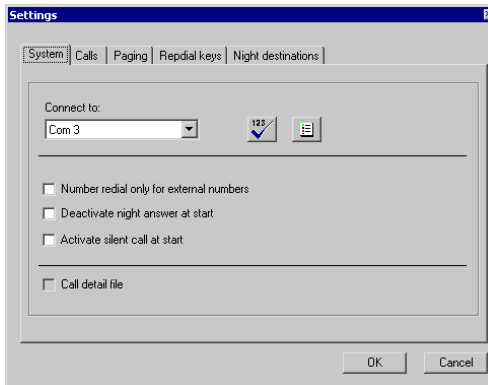 Settings
System Calls Paging Repdial keys Night destinations
Connect to:
Com 3
123
Number redial only for external numbers
Deactivate night answer at start
Activate silent call at start
Call detail file
OK Cancel